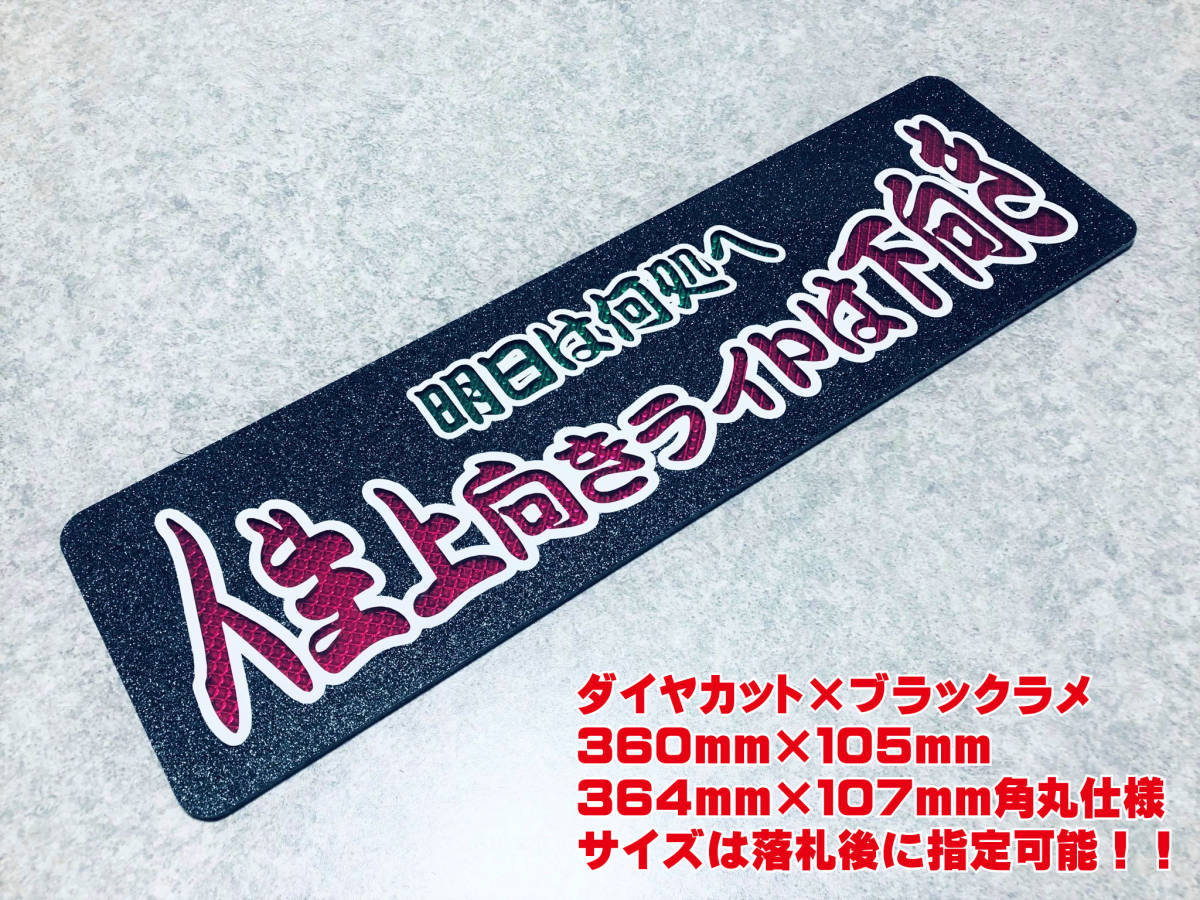 明日は何処へ
人生上向きライトは下向き
ダイヤカット×ブラックラメ
360mm×105mm
364mm×107mm角丸仕様
サイズは落札後に指定可能！！